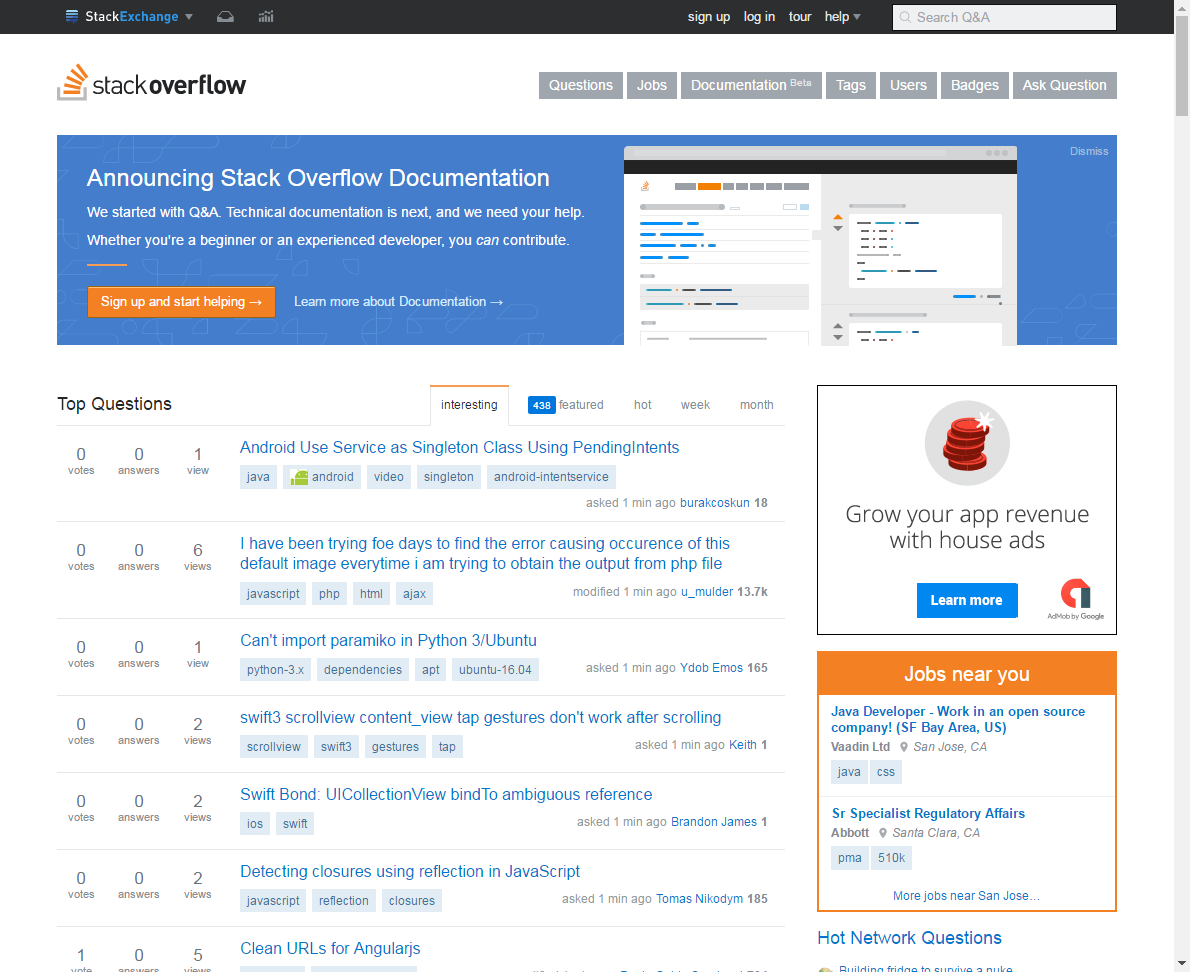 StackExchange
sign up log in tour help
Search Q&A
stackoverflow
Questions Jobs Documentation Beta Tags Users Badges Ask Question
Dismiss
Announcing Stack Overflow Documentation
We started with Q&A. Technical documentation is next, and we need your help.
Whether you're a beginner or an experienced developer, you can contribute.
Sign up and start helping →
Learn more about Documentation →
Top Questions
interesting 438 featured hot week month
0 votes 0 answers 1 view
Android Use Service as Singleton Class Using PendingIntents
java android video singleton android-intentservice
asked 1 min ago burakcoskun 18
0 votes 0 answers 6 views
I have been trying foe days to find the error causing occurence of this
default image everytime i am trying to obtain the output from php file
javascript php html ajax
modified 1 min ago u_mulder 13.7k
0 votes 0 answers 1 view
Can't import paramiko in Python 3/Ubuntu
python-3.x dependencies apt ubuntu-16.04
asked 1 min ago Ydob Emos 165
0 votes 0 answers 2 views
swift3 scrollview content_view tap gestures don't work after scrolling
scrollview swift3 gestures tap
asked 1 min ago Keith 1
0 votes 0 answers 2 views
Swift Bond: UICollectionView bindTo ambiguous reference
ios swift
asked 1 min ago Brandon James 1
0 votes 0 answers 2 views
Detecting closures using reflection in JavaScript
javascript reflection closures
asked 1 min ago Tomas Nikodym 185
1 vote 0 answers 5 views
Clean URLs for Angularjs
Grow your app revenue
with house ads
Learn more
AdMob by Google
Jobs near you
Java Developer - Work in an open source
company! (SF Bay Area, US)
Vaadin Ltd San Jose, CA
java css
Sr Specialist Regulatory Affairs
Abbott Santa Clara, CA
pma 510k
More jobs near San Jose...
Hot Network Questions
Building fridge to survive a nuke